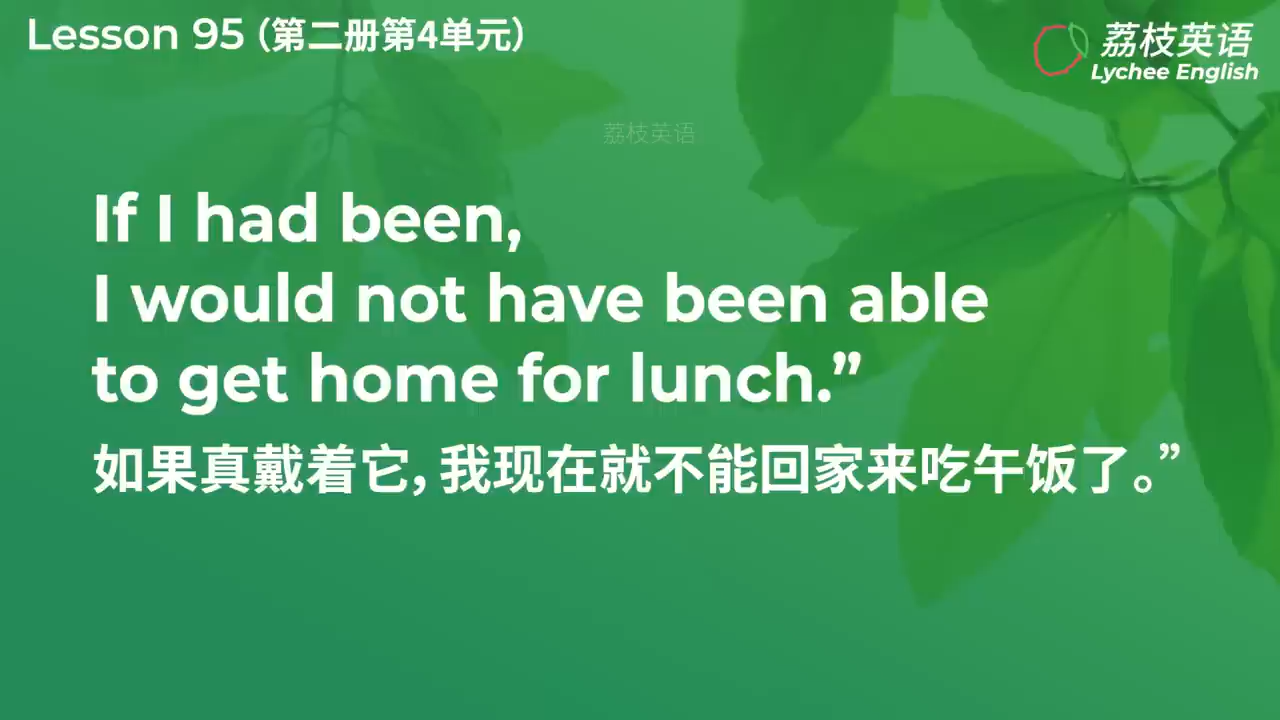 Lesson 95（第二册第4单元）
荔枝英语
Lychee English
荔枝英语
If I had been,
I would not have been able
to get home for lunch.”
如果真戴着它，我现在就不能回家来吃午饭了。”